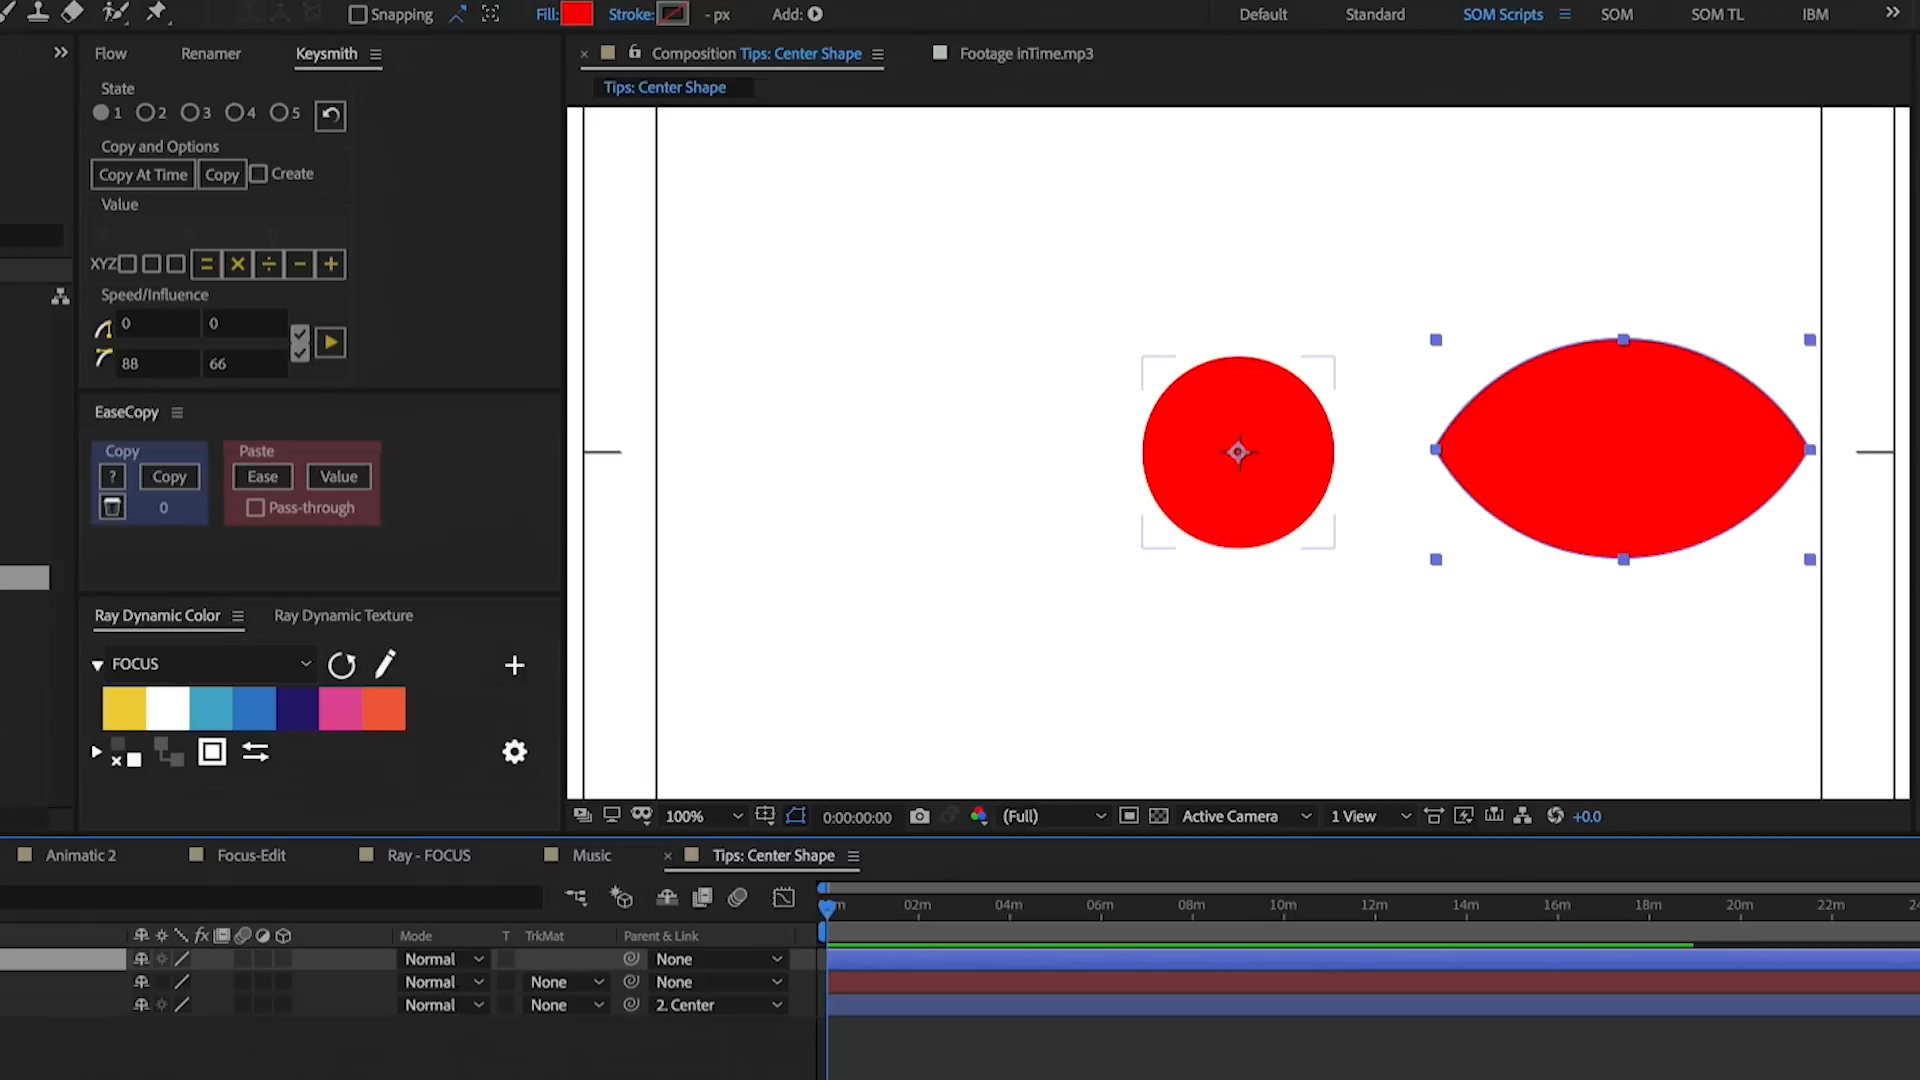 Snapping Fill: Stroke: - px Add: Default Standard SOM Scripts SOM SOM TL IBM
Flow Renamer Keysmith
Composition Tips: Center Shape Footage inTime.mp3
Tips: Center Shape
State
1 2 3 4 5
Copy and Options
Copy At Time Copy Create
Value
XYZ = × ÷ − +
Speed/Influence
0 0
88 66
EaseCopy
Copy Paste
? Copy Ease Value
0 Pass-through
Ray Dynamic Color Ray Dynamic Texture
FOCUS
100% 0:00:00:00 (Full) Active Camera 1 View +0.0
Animatic 2 Focus-Edit Ray - FOCUS Music Tips: Center Shape
02m 04m 06m 08m 10m 12m 14m 16m 18m 20m 22m
fx Mode T TrkMat Parent & Link
Normal None
Normal None None
Normal None 2. Center